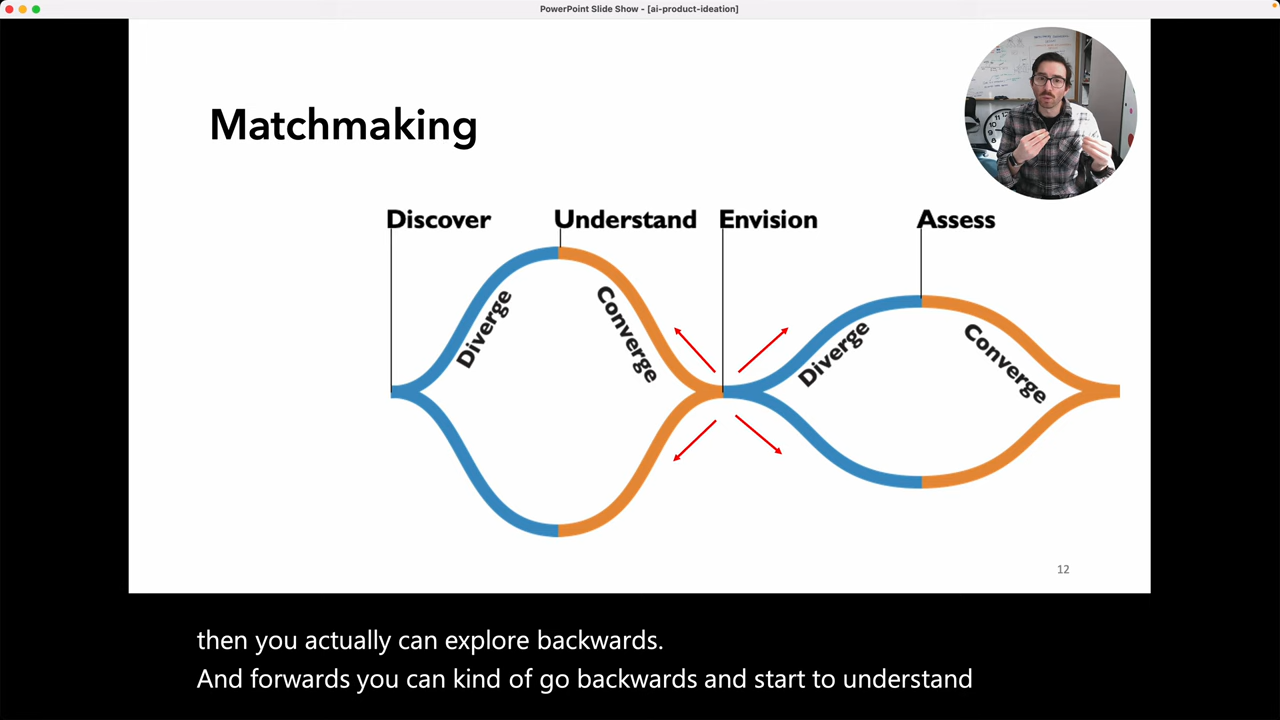 PowerPoint Slide Show - [ai-product-ideation]
Matchmaking
Discover
Understand
Envision
Assess
Diverge
Converge
Diverge
Converge
12
then you actually can explore backwards.
And forwards you can kind of go backwards and start to understand